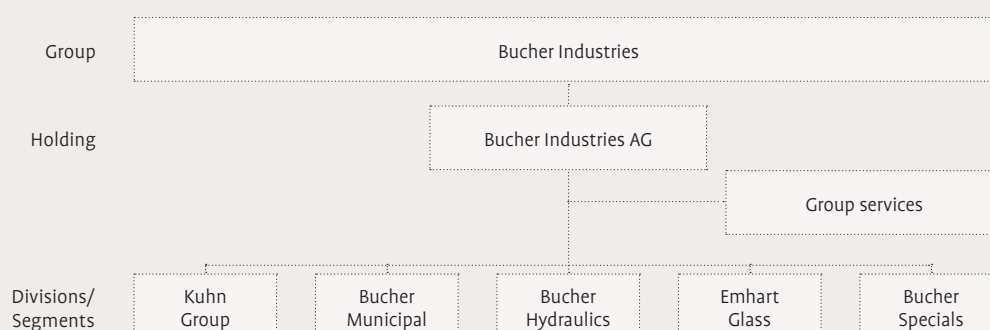 Group
Bucher Industries
Holding
Bucher Industries AG
Group services
Divisions/
Segments
Kuhn
Group
Bucher
Municipal
Bucher
Hydraulics
Emhart
Glass
Bucher
Specials